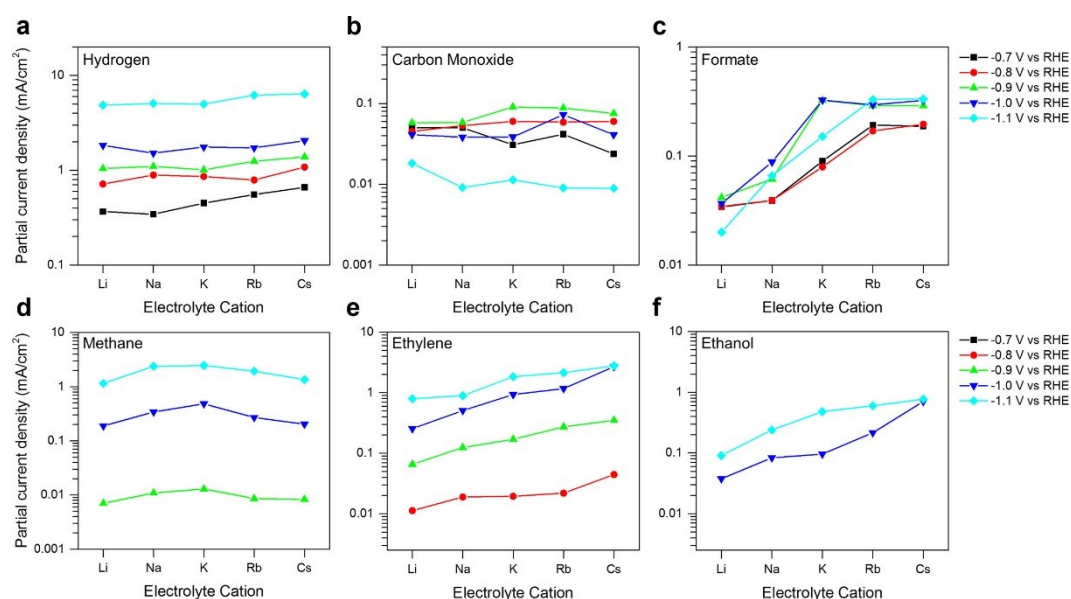 a
b
c
Hydrogen
Carbon Monoxide
Formate
Partial current density (mA/cm²)
10
1
0.1
0.1
0.01
0.001
1
0.1
0.01
Li Na K Rb Cs
Li Na K Rb Cs
Li Na K Rb Cs
Electrolyte Cation
Electrolyte Cation
Electrolyte Cation
-0.7 V vs RHE
-0.8 V vs RHE
-0.9 V vs RHE
-1.0 V vs RHE
-1.1 V vs RHE
d
e
f
Methane
Ethylene
Ethanol
Partial current density (mA/cm²)
10
1
0.1
0.01
0.001
10
1
0.1
0.01
10
1
0.1
0.01
Li Na K Rb Cs
Li Na K Rb Cs
Li Na K Rb Cs
Electrolyte Cation
Electrolyte Cation
Electrolyte Cation
-0.7 V vs RHE
-0.8 V vs RHE
-0.9 V vs RHE
-1.0 V vs RHE
-1.1 V vs RHE